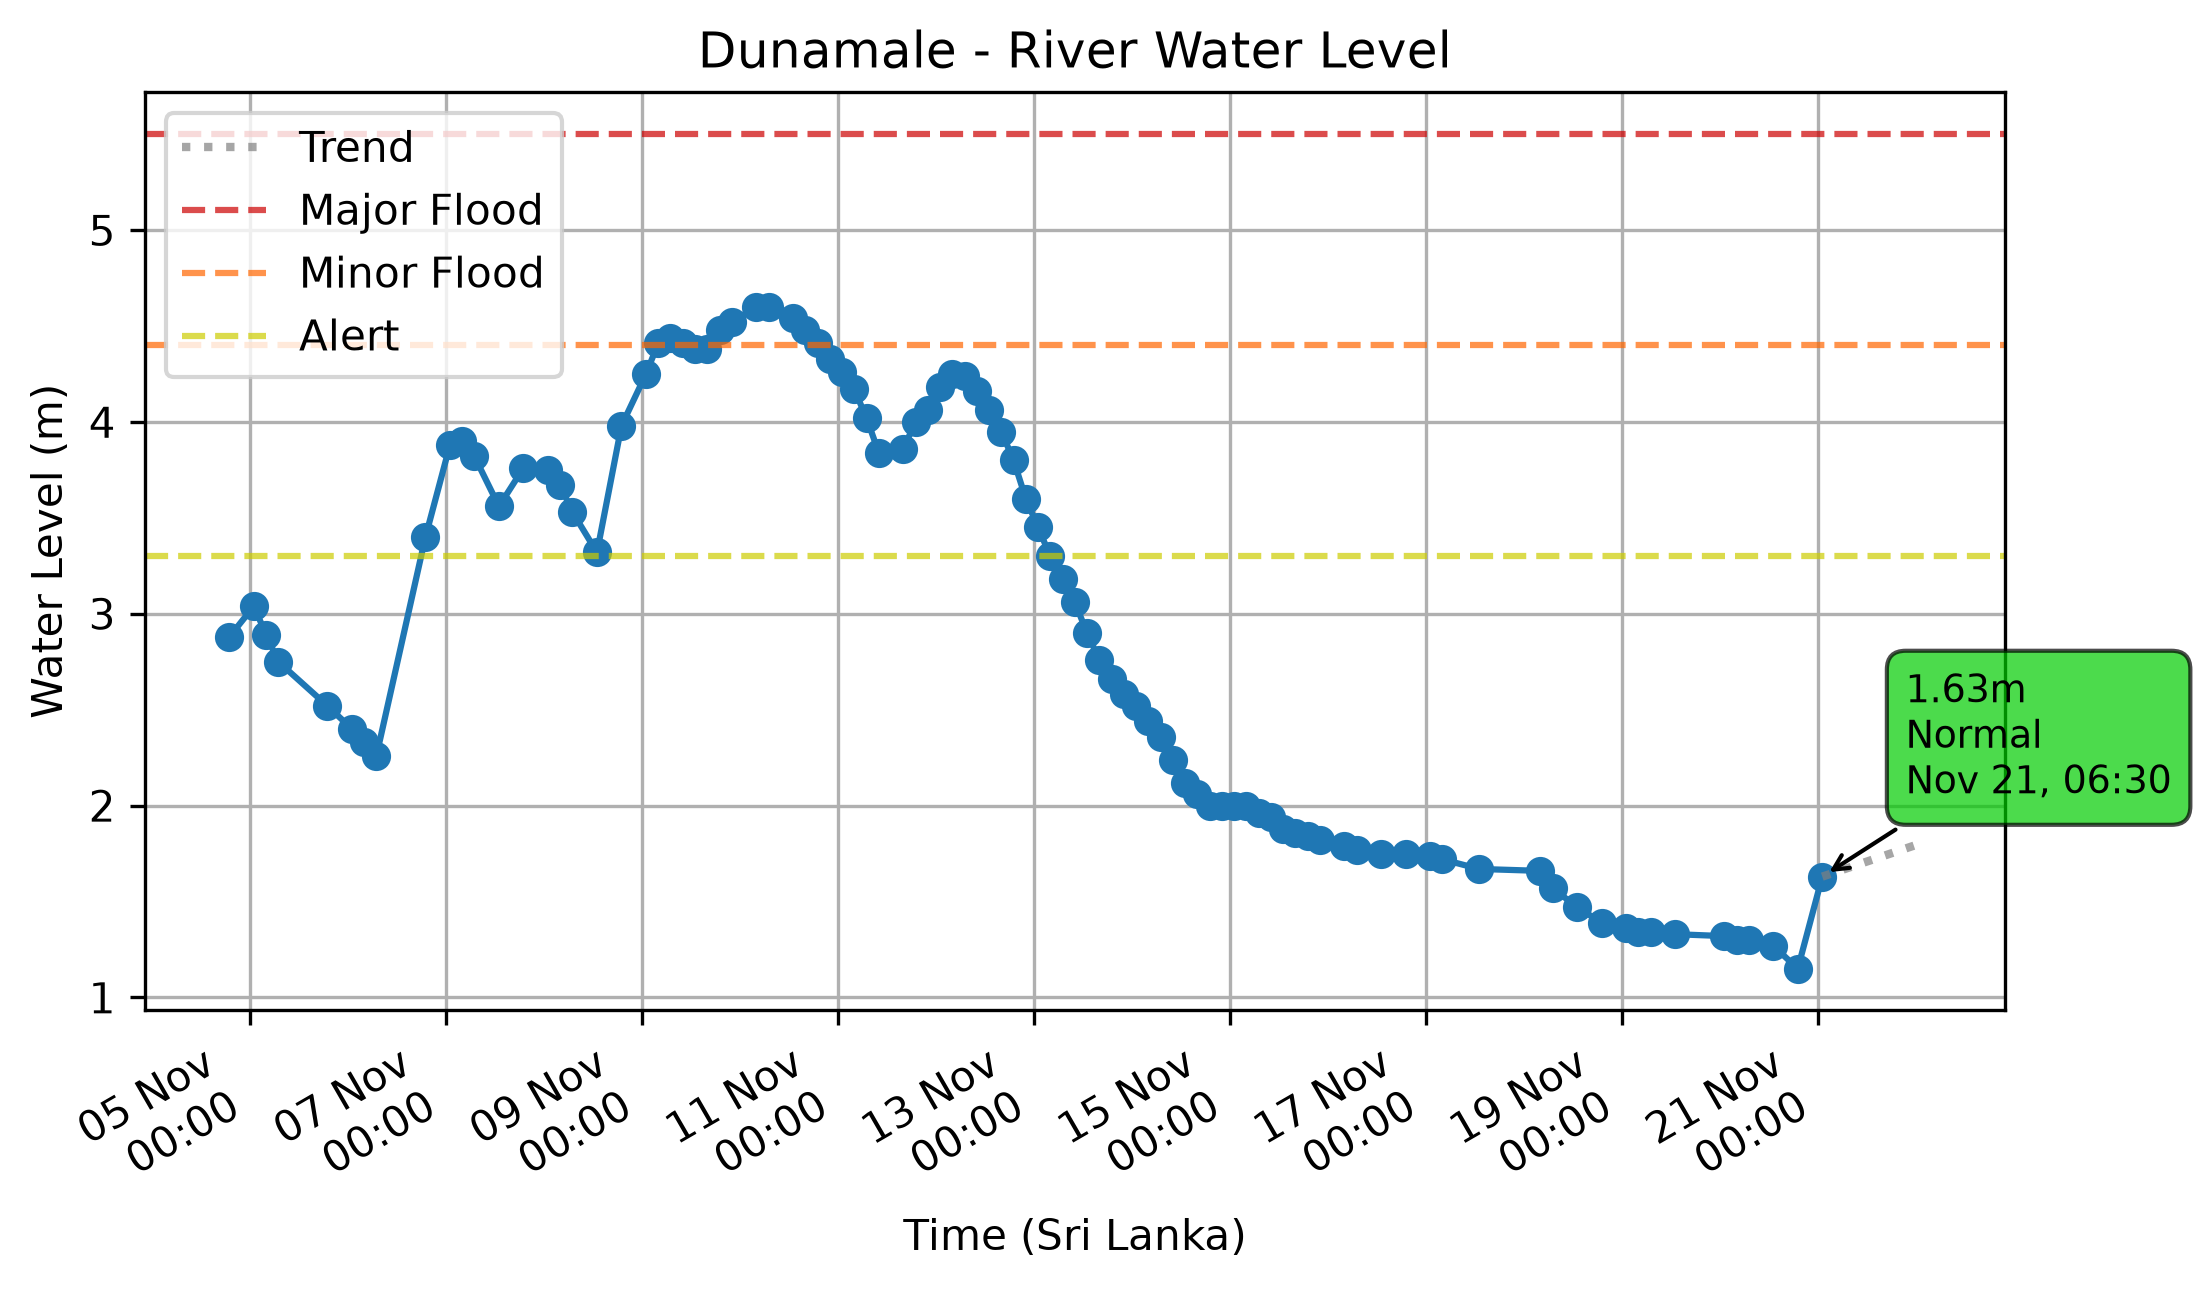 Dunamale - River Water Level
Trend
Major Flood
Minor Flood
Alert
Water Level (m)
5
4
3
2
1
1.63m
Normal
Nov 21, 06:30
05 Nov
00:00
07 Nov
00:00
09 Nov
00:00
11 Nov
00:00
13 Nov
00:00
15 Nov
00:00
17 Nov
00:00
19 Nov
00:00
21 Nov
00:00
Time (Sri Lanka)